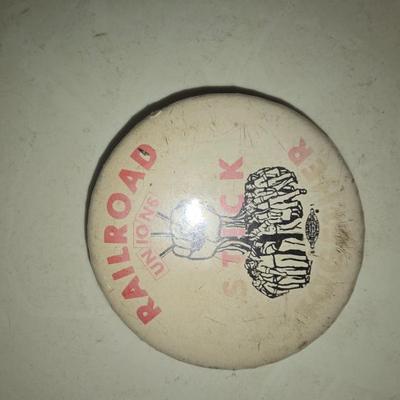 RAILROAD
UNIONS
STICK
TOGETHER